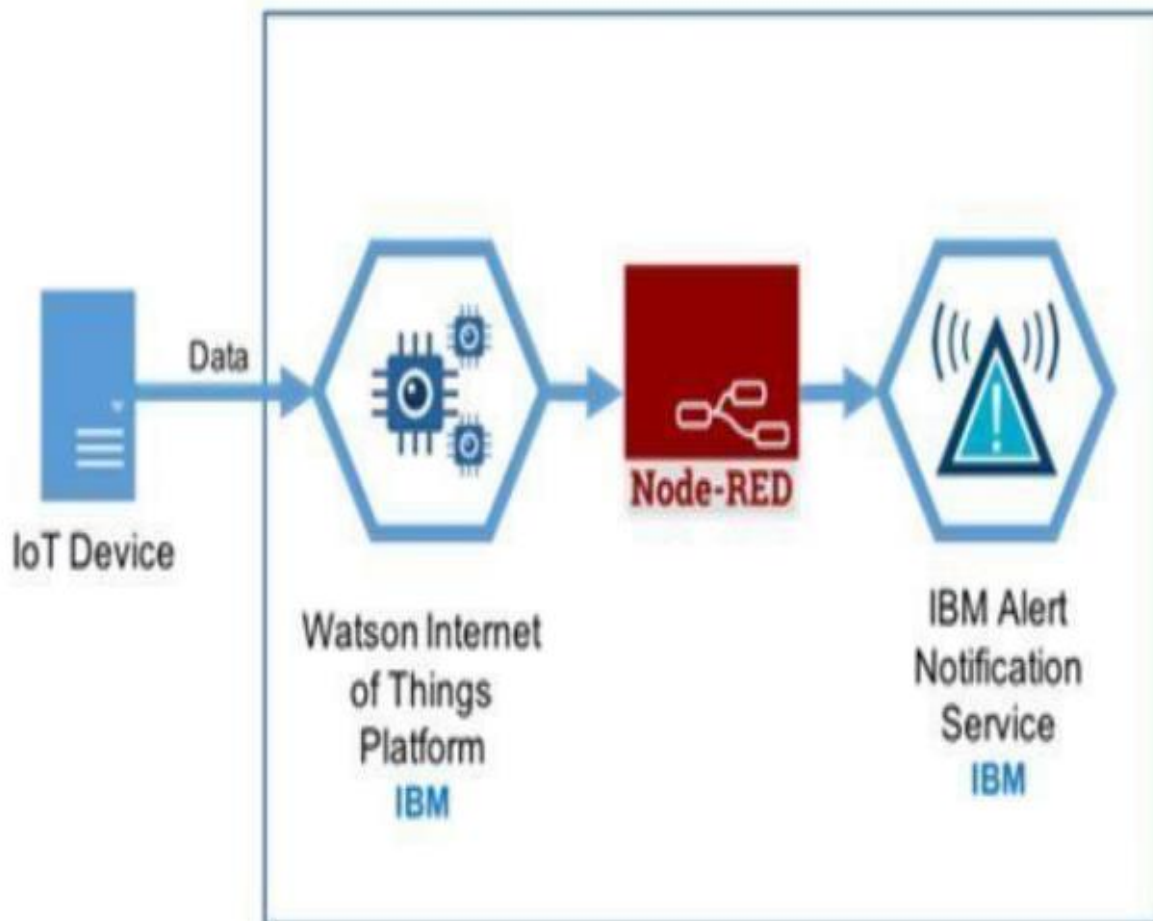 Data
IoT Device
Watson Internet
of Things
Platform
IBM
Node-RED
IBM Alert
Notification
Service
IBM